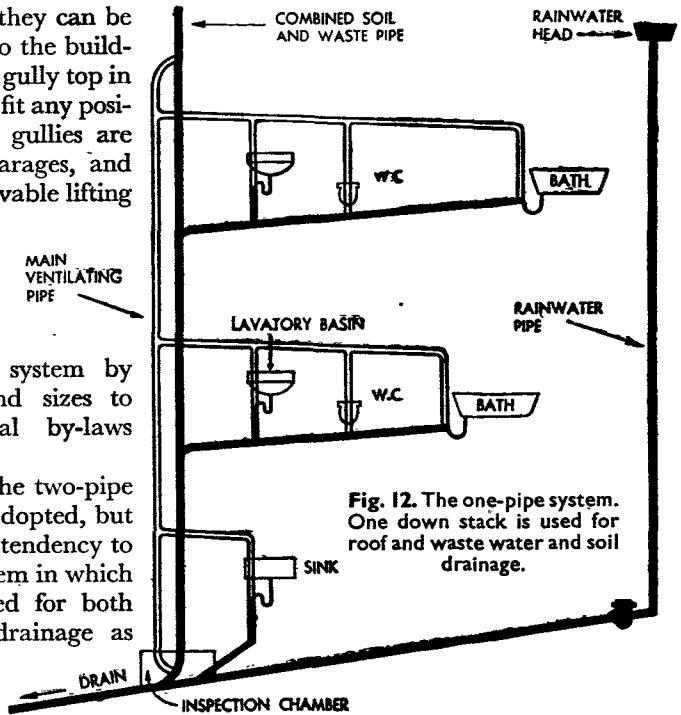 they can be
o the build-
gully top in
fit any posi-
gullies are
arages, and
vable lifting
system by
nd sizes to
al by-laws
he two-pipe
dopted, but
tendency to
em in which
ed for both
drainage as
COMBINED SOIL
AND WASTE PIPE
RAINWATER
HEAD
W.C
BATH
MAIN
VENTILATING
PIPE
LAVATORY BASIN
RAINWATER
PIPE
W.C.
BATH
Fig. 12. The one-pipe system.
One down stack is used for
roof and waste water and soil
drainage.
SINK
DRAIN
INSPECTION CHAMBER